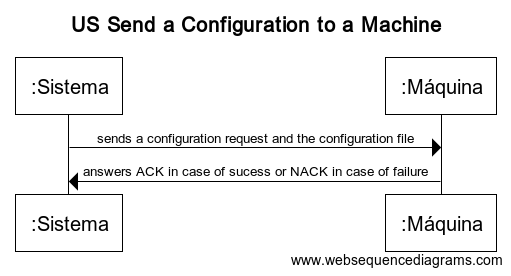 US Send a Configuration to a Machine
:Sistema
:Máquina
sends a configuration request and the configuration file
answers ACK in case of sucess or NACK in case of failure
:Sistema
:Máquina
www.websequencediagrams.com